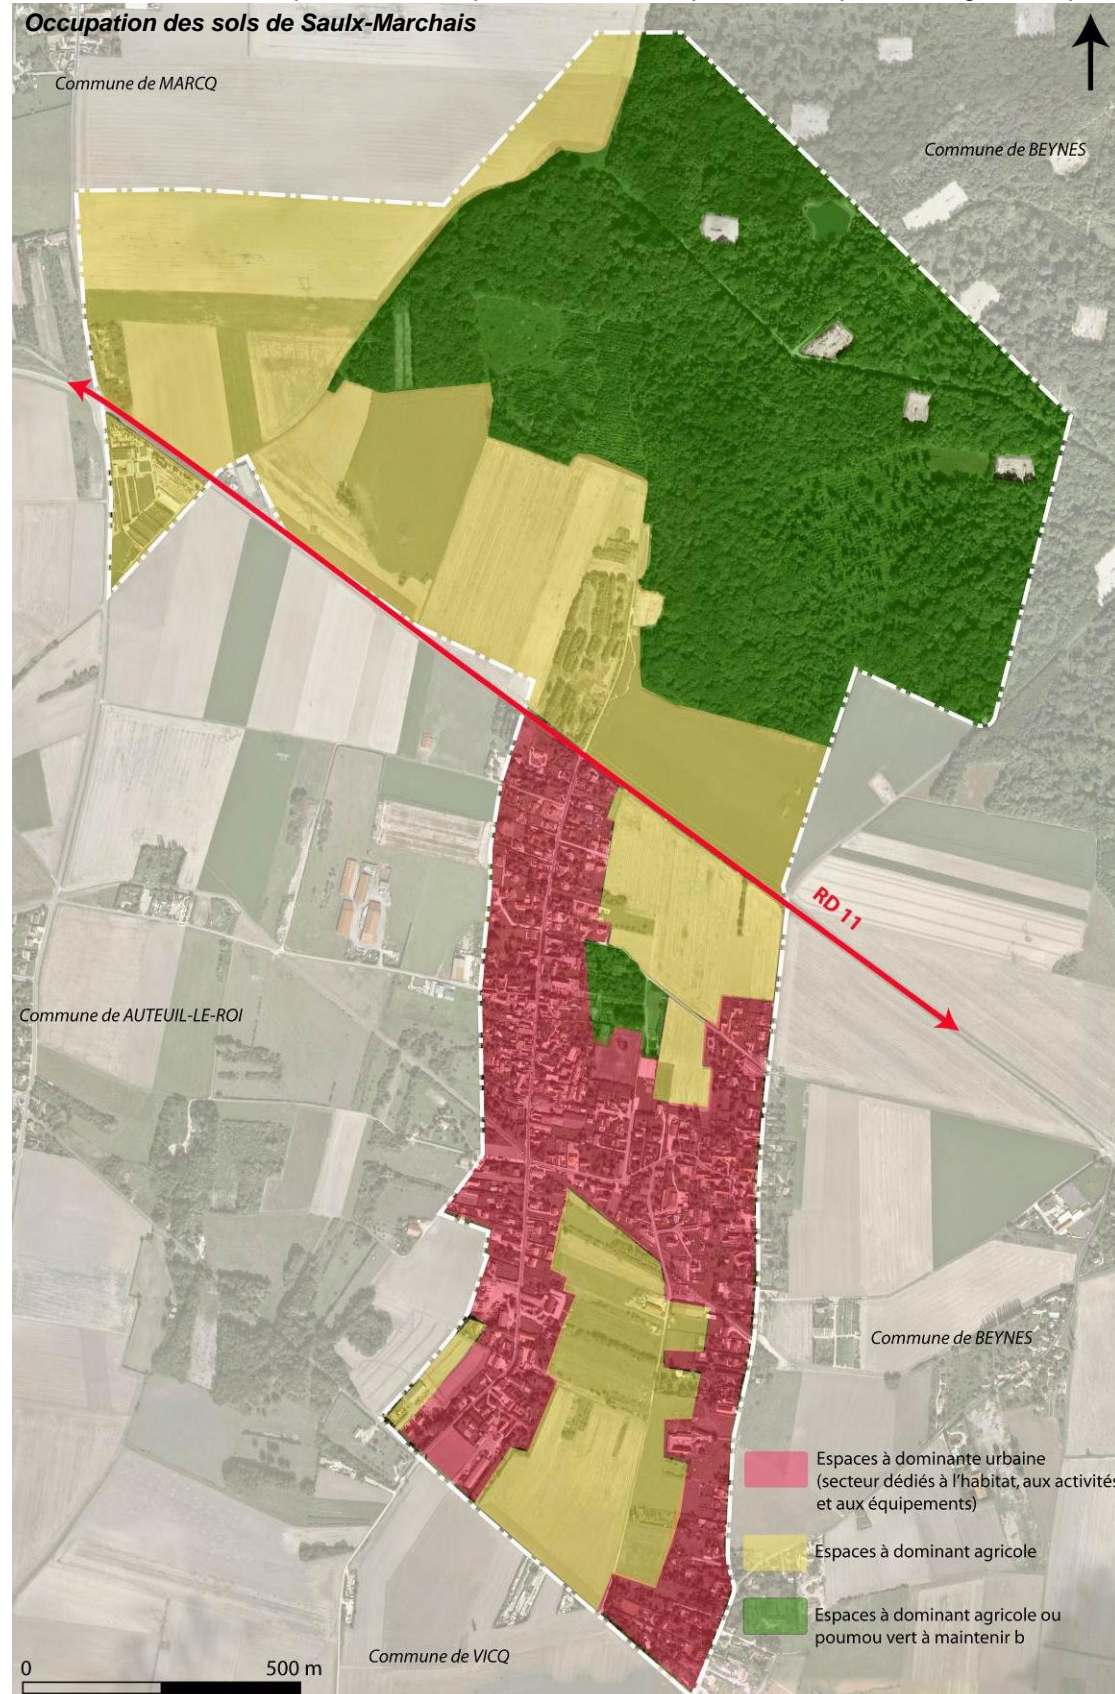 Occupation des sols de Saulx-Marchais
Commune de MARCQ
Commune de BEYNES
RD 11
Commune de AUTEUIL-LE-ROI
Commune de BEYNES
Espaces à dominante urbaine
(secteur dédiés à l'habitat, aux activités
et aux équipements)
Espaces à dominant agricole
Espaces à dominant agricole ou
poumou vert à maintenir b
Commune de VICQ
0 500 m